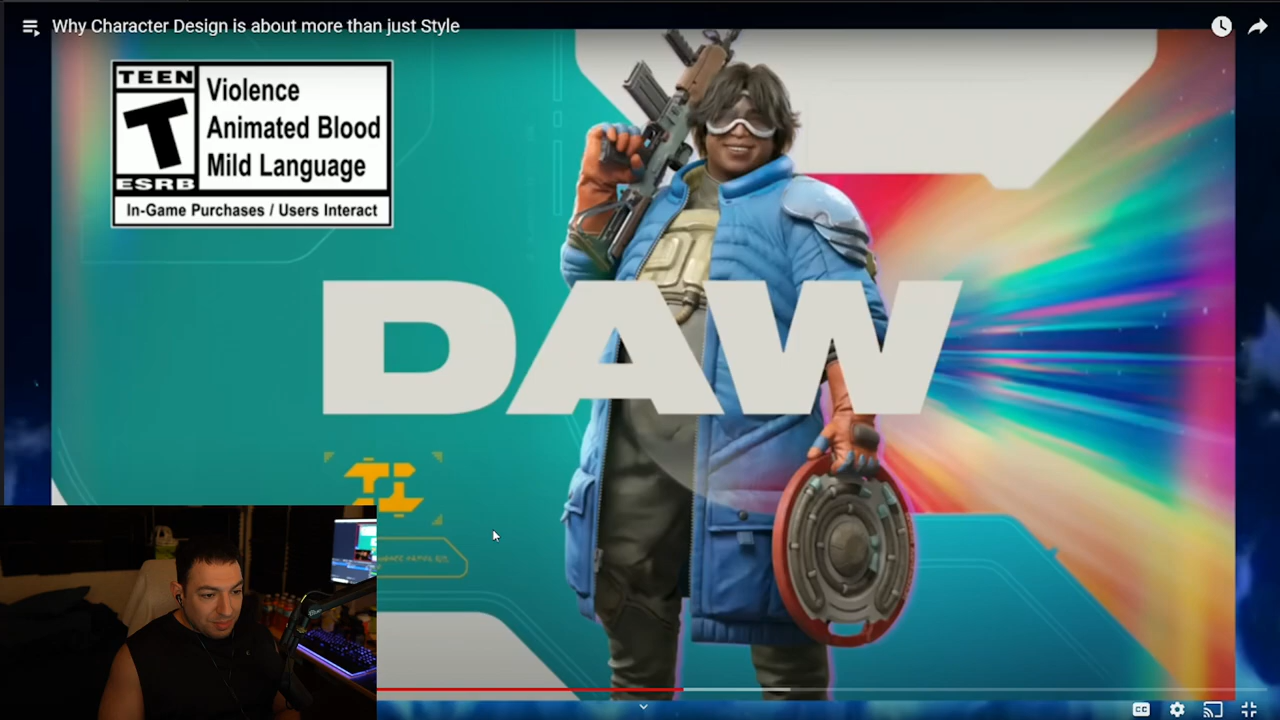 Why Character Design is about more than just Style
TEEN
T
ESRB
Violence
Animated Blood
Mild Language
In-Game Purchases / Users Interact
DAW
CC